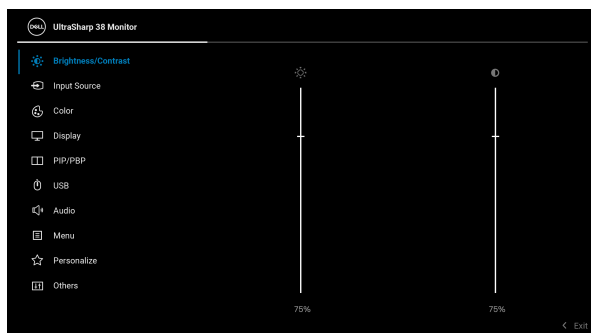 DELL UltraSharp 38 Monitor
Brightness/Contrast
Input Source
Color
Display
PIP/PBP
USB
Audio
Menu
Personalize
Others
75% 75%
Exit